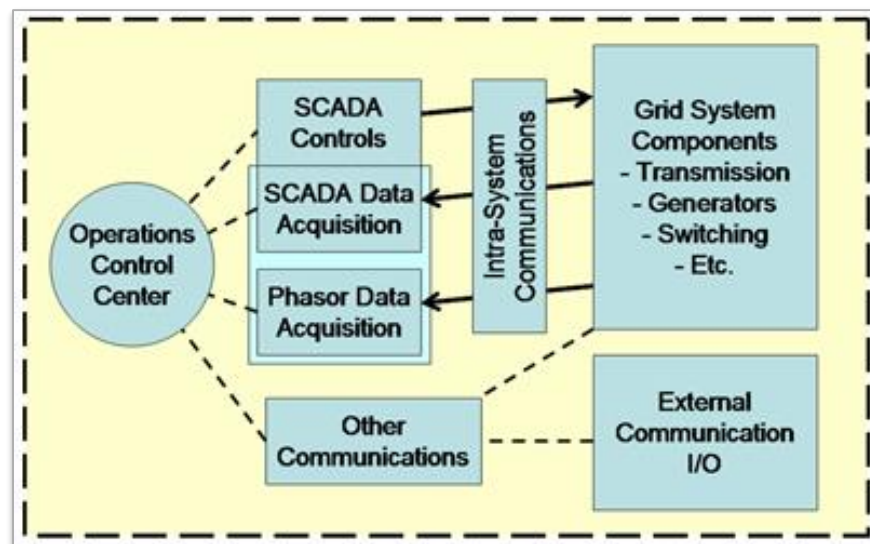 Operations
Control
Center
SCADA
Controls
SCADA Data
Acquisition
Phasor Data
Acquisition
Other
Communications
Intra-System
Communications
Grid System
Components
- Transmission
- Generators
- Switching
- Etc.
External
Communication
I/O